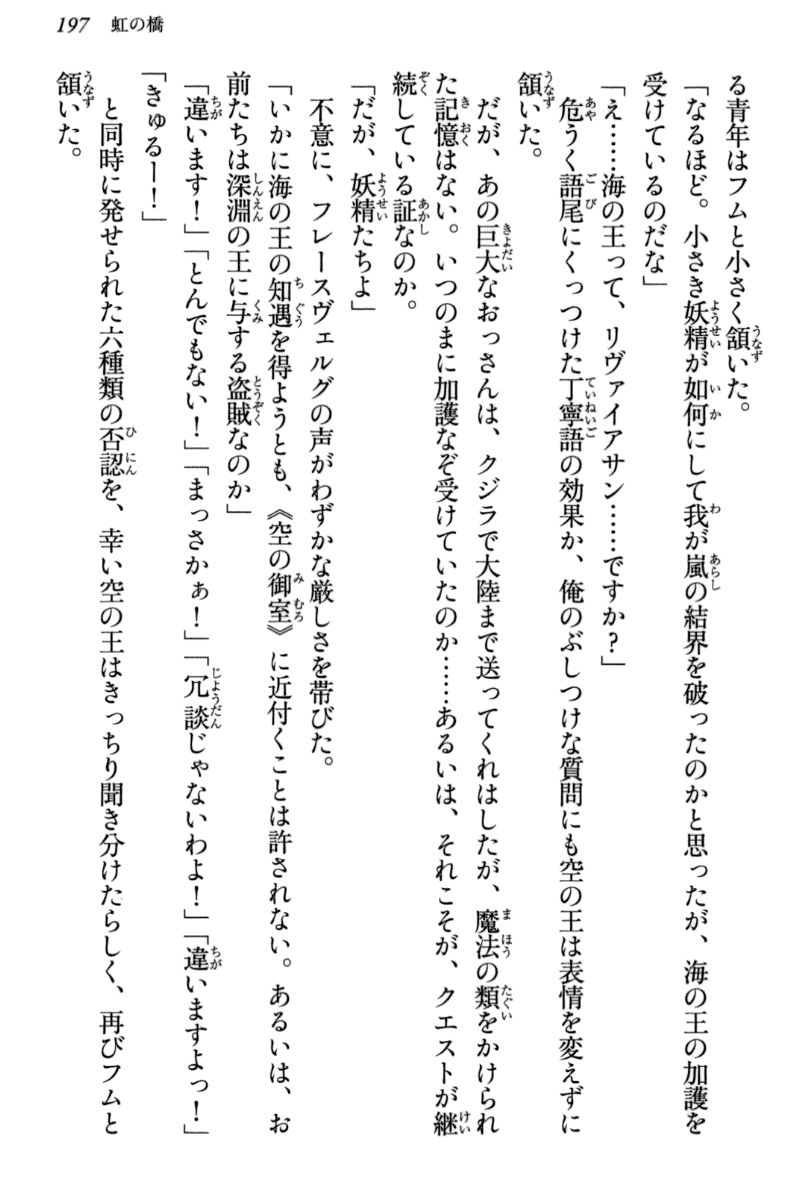 197　虹の橋
る青年はフムと小さく頷いた。
「なるほど。小さき妖精が如何にして我が嵐の結界を破ったのかと思ったが、海の王の加護を
受けているのだな」
「え……海の王って、リヴァイアサン……ですか？」
危うく語尾にくっつけた丁寧語の効果か、俺のぶしつけな質問にも空の王は表情を変えずに
頷いた。
だが、あの巨大なおっさんは、クジラで大陸まで送ってくれはしたが、魔法の類をかけられ
た記憶はない。いつのまに加護なぞ受けていたのか……あるいは、それこそが、クエストが継
続している証なのか。
「だが、妖精たちよ」
不意に、フレースヴェルグの声がわずかな厳しさを帯びた。
「いかに海の王の知遇を得ようとも、《空の御室》に近付くことは許されない。あるいは、お
前たちは深淵の王に与する盗賊なのか」
「違います！」「とんでもない！」「まっさかぁ！」「冗談じゃないわよ！」「違いますよっ！」
「きゅるー！」
と同時に発せられた六種類の否認を、幸い空の王はきっちり聞き分けたらしく、再びフムと
頷いた。